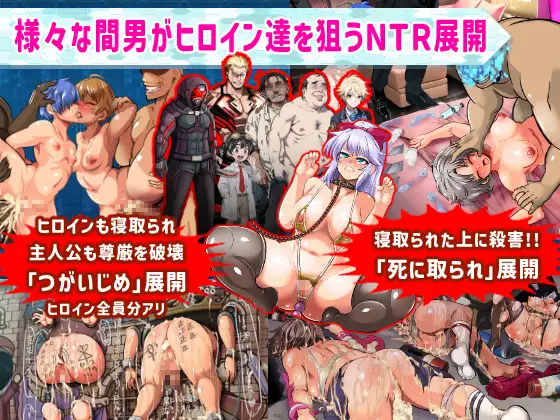 様々な間男がヒロイン達を狙うNTR展開
ヒロインも寝取られ
主人公も尊厳を破壊
「つがいじめ」展開
ヒロイン全員分アリ
寝取られた上に殺害!!
「死に取られ」展開